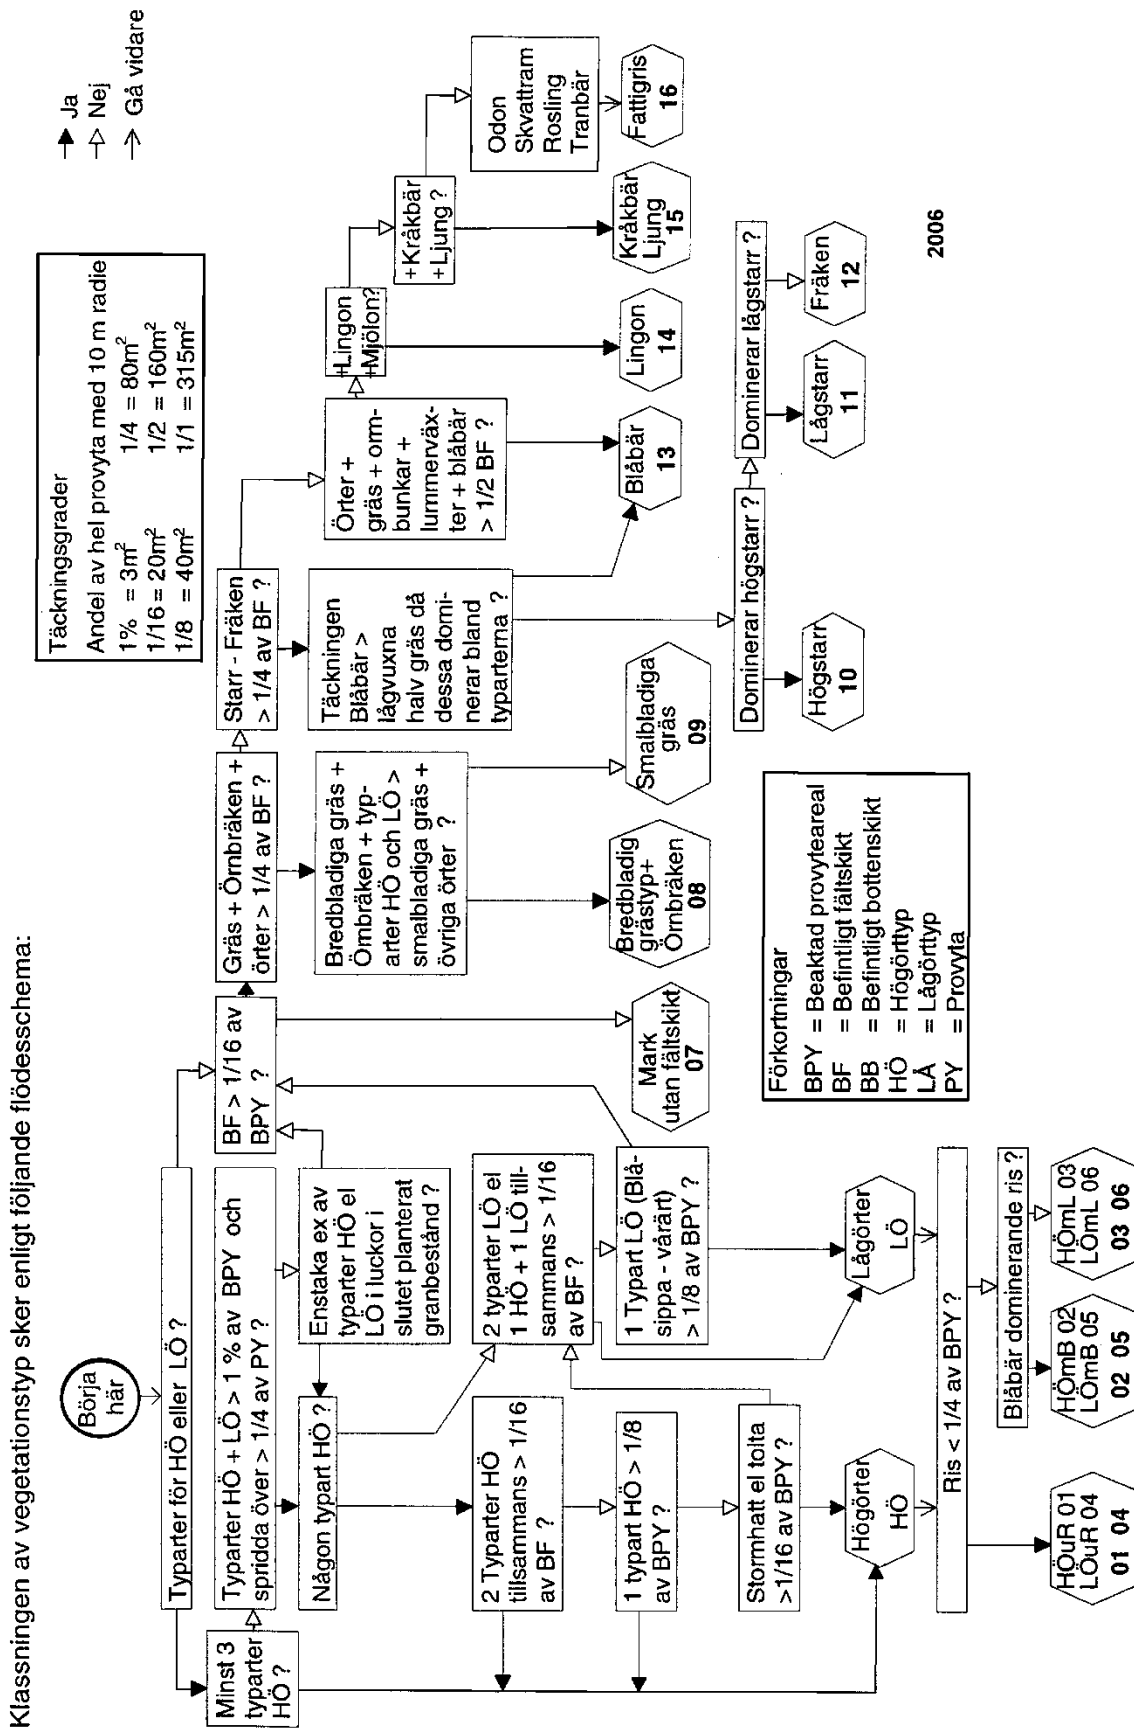 Klassningen av vegetationstyp sker enligt följande flödesschema:
Börja
här
Ja
Nej
Gå vidare
Täckningsgrader
Andel av hel provyta med 10 m radie
1% = 3m² 1/4 = 80m²
1/16 = 20m² 1/2 = 160m²
1/8 = 40m² 1/1 = 315m²
Typarter för HÖ eller LÖ ?
Minst 3
typarter
HÖ ?
Typarter HÖ + LÖ > 1 % av BPY och
spridda över > 1/4 av PY ?
BF > 1/16 av
BPY ?
Gräs + Örnbräken +
örter > 1/4 av BF ?
Starr - Fräken
> 1/4 av BF ?
Någon typart HÖ ?
Enstaka ex av
typarter HÖ el
LÖ i luckor i
slutet planterat
granbestånd ?
Bredbladiga gräs +
Örnbräken + typ-
arter HÖ och LÖ >
smalbladiga gräs +
övriga örter ?
Täckningen
Blåbär >
lågvuxna
halv gräs då
dessa domi-
nerar bland
typarterna ?
Örter +
gräs + orm-
bunkar +
lummerväx-
ter + blåbär
> 1/2 BF ?
+Lingon
+Mjölon?
+Kråkbär
+Ljung ?
Odon
Skvattram
Rosling
Tranbär
2 Typarter HÖ
tillsammans > 1/16
av BF ?
2 typarter LÖ el
1 HÖ + 1 LÖ till-
sammans > 1/16
av BF ?
1 typart HÖ > 1/8
av BPY ?
1 Typart LÖ (Blå-
sippa - vårärt)
> 1/8 av BPY ?
Mark
utan fältskikt
07
Bredbladig
grästyp+
Örnbräken
08
Smalbladiga
gräs
09
Blåbär
13
Lingon
14
Kråkbär
Ljung
15
Fattigris
16
Stormhatt el tolta
>1/16 av BPY ?
Dominerar högstarr ?
Dominerar lågstarr ?
Högstarr
10
Lågstarr
11
Fräken
12
Högörter
HÖ
Lågörter
LÖ
Ris < 1/4 av BPY ?
Blåbär dominerande ris ?
HÖuR 01
LÖuR 04
01 04
HÖmB 02
LÖmB 05
02 05
HÖmL 03
LÖmL 06
03 06
Förkortningar
BPY = Beaktad provyteareal
BF = Befintligt fältskikt
BB = Befintligt bottenskikt
HÖ = Högörttyp
LÅ = Lågörttyp
PY = Provyta
2006